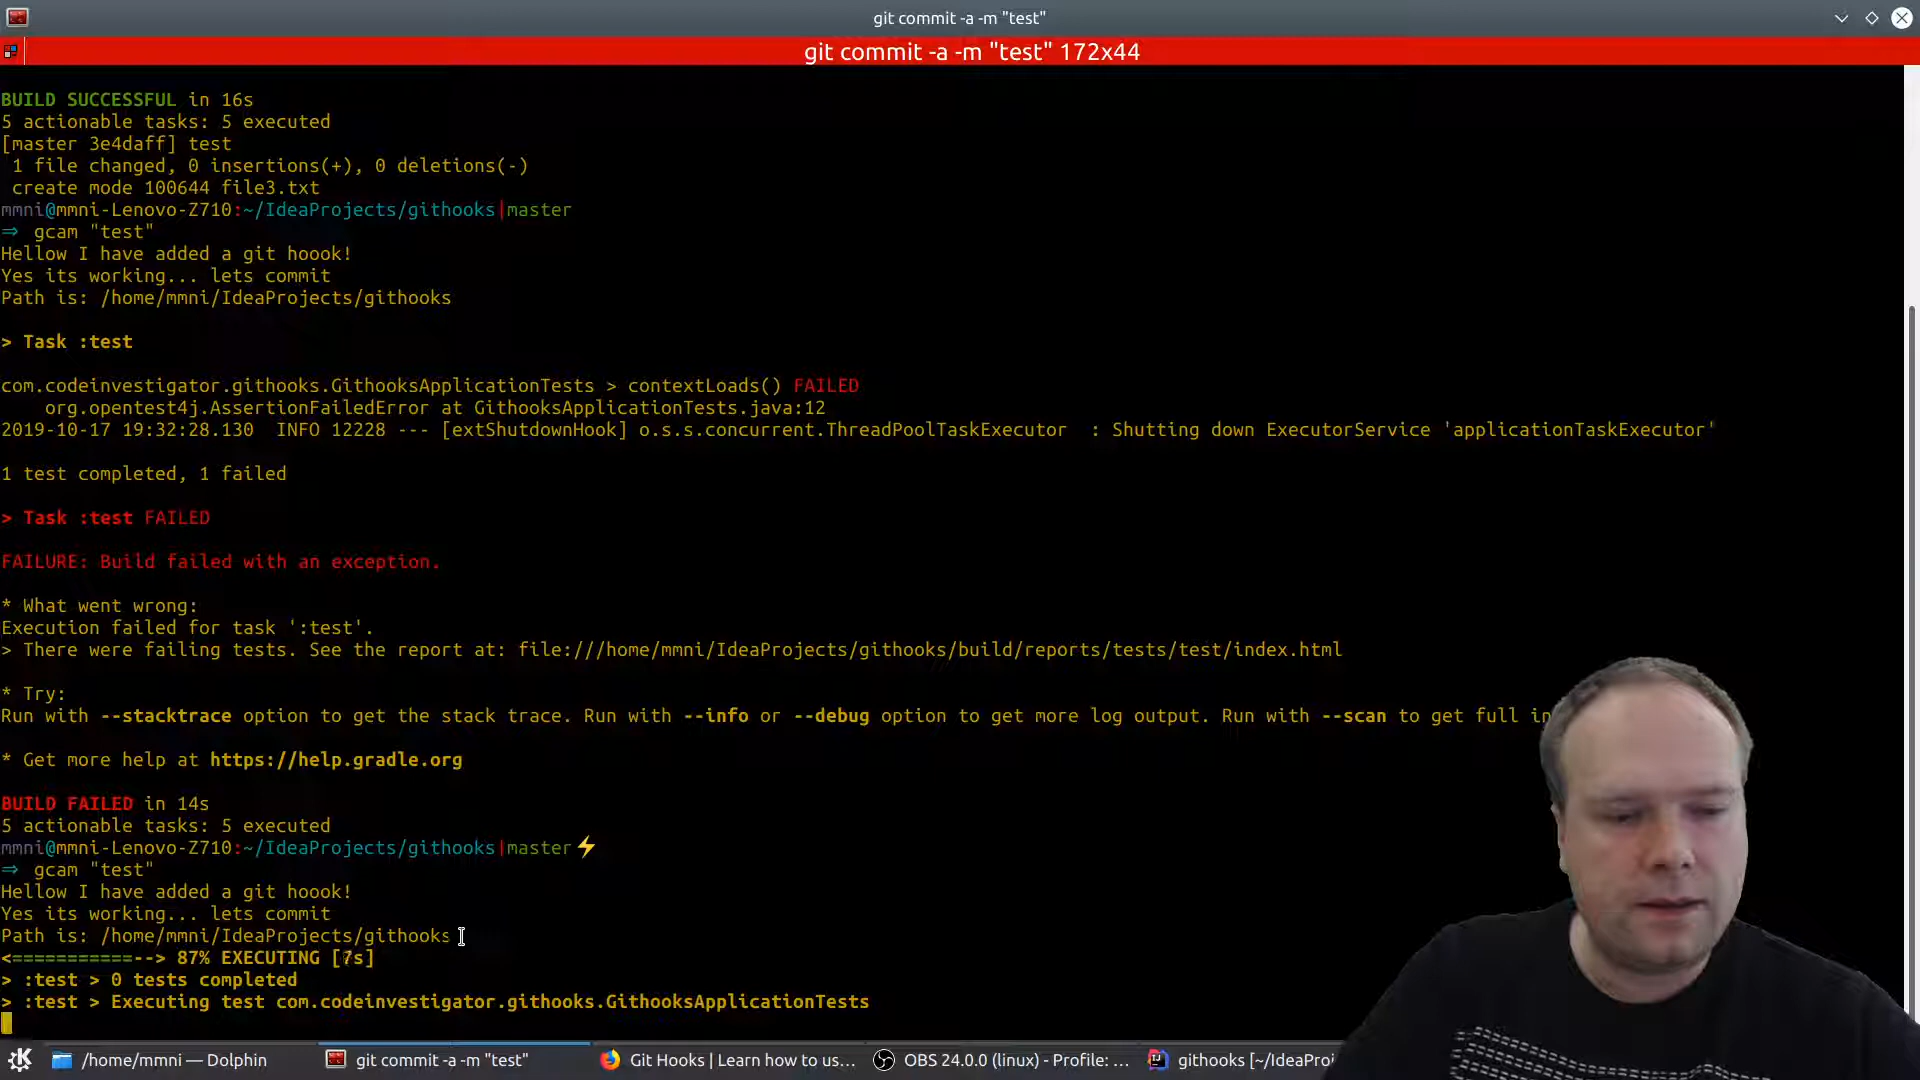 git commit -a -m "test"
git commit -a -m "test" 172x44
BUILD SUCCESSFUL in 16s
5 actionable tasks: 5 executed
[master 3e4daff] test
1 file changed, 0 insertions(+), 0 deletions(-)
create mode 100644 file3.txt
mmni@mmni-Lenovo-Z710:~/IdeaProjects/githooks|master
⇒ gcam "test"
Hellow I have added a git hoook!
Yes its working... lets commit
Path is: /home/mmni/IdeaProjects/githooks
> Task :test
com.codeinvestigator.githooks.GithooksApplicationTests > contextLoads() FAILED
org.opentest4j.AssertionFailedError at GithooksApplicationTests.java:12
2019-10-17 19:32:28.130 INFO 12228 --- [extShutdownHook] o.s.s.concurrent.ThreadPoolTaskExecutor : Shutting down ExecutorService 'applicationTaskExecutor'
1 test completed, 1 failed
> Task :test FAILED
FAILURE: Build failed with an exception.
* What went wrong:
Execution failed for task ':test'.
> There were failing tests. See the report at: file:///home/mmni/IdeaProjects/githooks/build/reports/tests/test/index.html
* Try:
Run with --stacktrace option to get the stack trace. Run with --info or --debug option to get more log output. Run with --scan to get full in
* Get more help at https://help.gradle.org
BUILD FAILED in 14s
5 actionable tasks: 5 executed
mmni@mmni-Lenovo-Z710:~/IdeaProjects/githooks|master⚡
⇒ gcam "test"
Hellow I have added a git hoook!
Yes its working... lets commit
Path is: /home/mmni/IdeaProjects/githooks
<===========--> 87% EXECUTING
> :test > 0 tests completed
> :test > Executing test com.codeinvestigator.githooks.GithooksApplicationTests
/home/mmni — Dolphin
git commit -a -m "test"
Git Hooks | Learn how to us...
OBS 24.0.0 (linux) - Profile: ...
githooks [~/IdeaProj